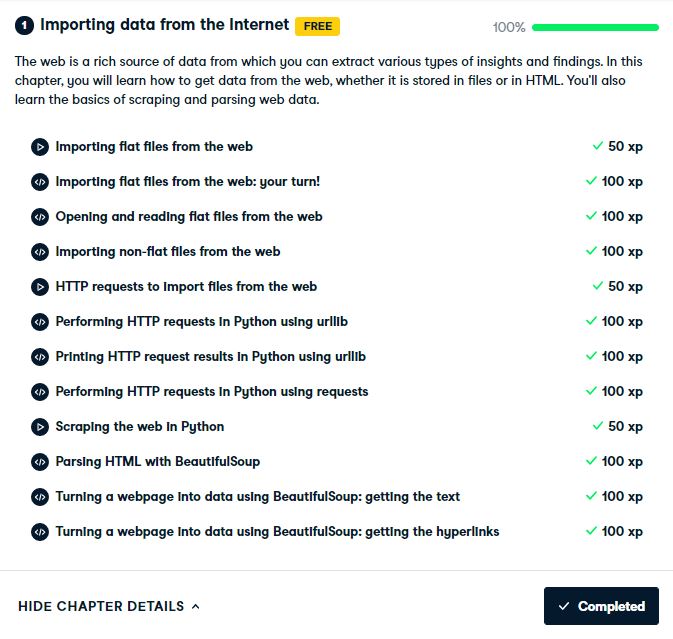 1 Importing data from the Internet FREE 100%
The web is a rich source of data from which you can extract various types of insights and findings. In this
chapter, you will learn how to get data from the web, whether it is stored in files or in HTML. You'll also
learn the basics of scraping and parsing web data.
Importing flat files from the web 50 xp
Importing flat files from the web: your turn! 100 xp
Opening and reading flat files from the web 100 xp
Importing non-flat files from the web 100 xp
HTTP requests to import files from the web 50 xp
Performing HTTP requests in Python using urllib 100 xp
Printing HTTP request results in Python using urllib 100 xp
Performing HTTP requests in Python using requests 100 xp
Scraping the web in Python 50 xp
Parsing HTML with BeautifulSoup 100 xp
Turning a webpage into data using BeautifulSoup: getting the text 100 xp
Turning a webpage into data using BeautifulSoup: getting the hyperlinks 100 xp
HIDE CHAPTER DETAILS Completed